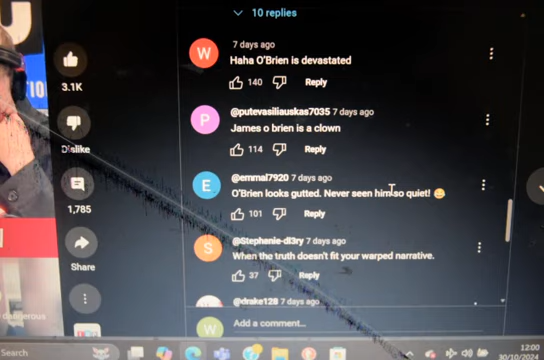 10 replies
7 days ago
Haha O'Brien is devastated
140 Reply
@putevasiliauskas7035 7 days ago
James o brien is a clown
114 Reply
@emmal7920 7 days ago
O'Brien looks gutted. Never seen him so quiet! 😄
101 Reply
@Stephanie-dl3ry 7 days ago
When the truth doesn't fit your warped narrative.
37 Reply
@drake128 7 days ago
Add a comment...
3.1K
Dislike
1,785
Share
dangerous
Search
12:00
30/10/2024
W
P
E
S
W